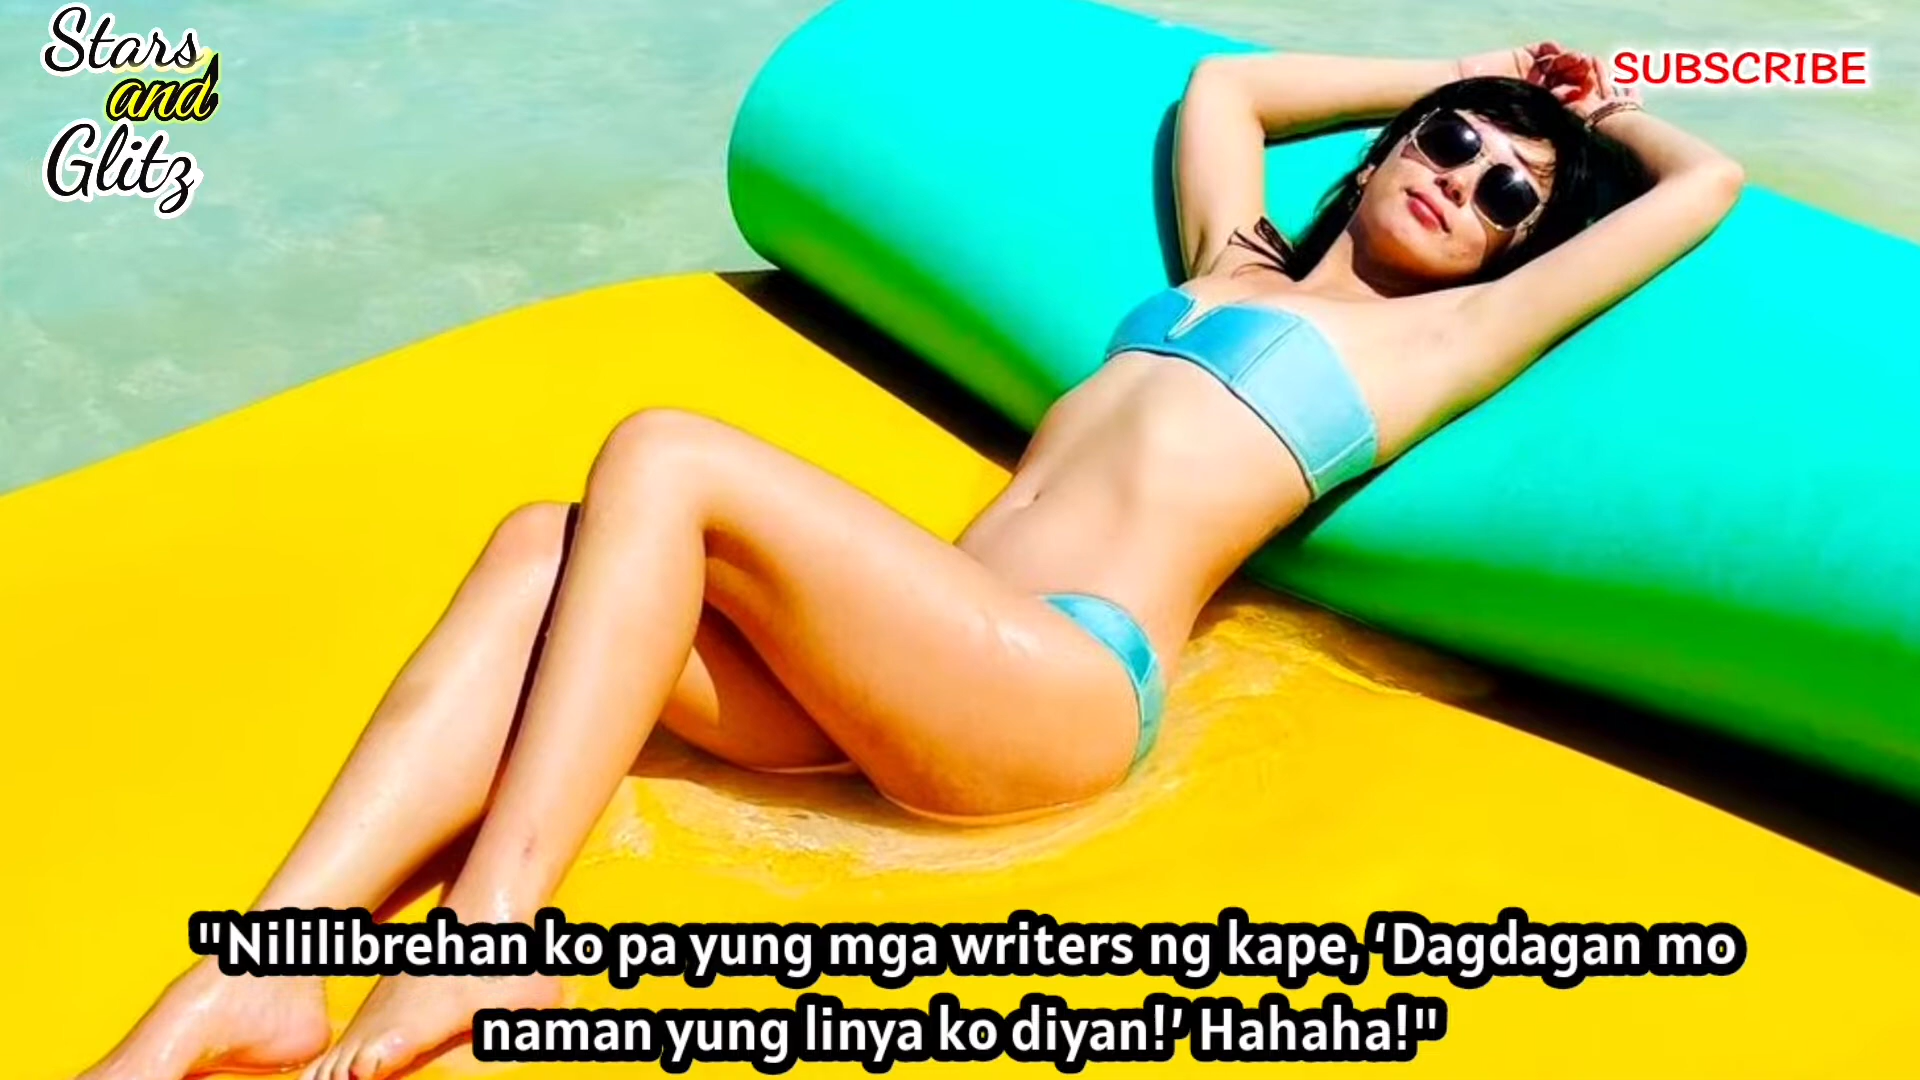 Stars
and
Glitz
SUBSCRIBE
"Nililibrehan ko pa yung mga writers ng kape, ‘Dagdagan mo
naman yung linya ko diyan!’ Hahaha!"